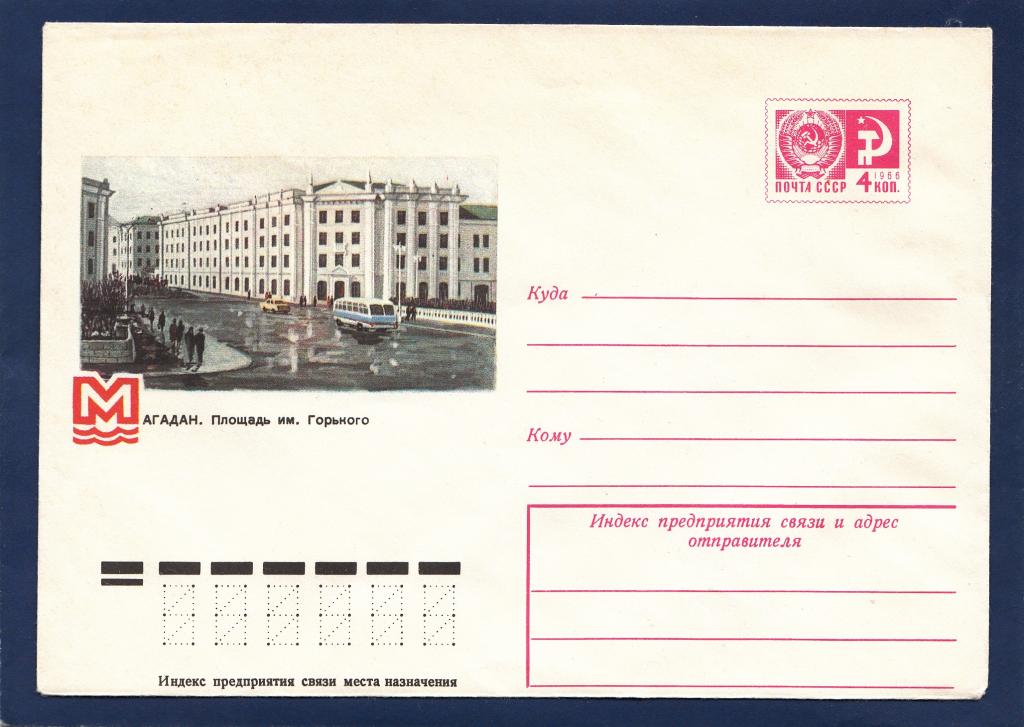 1966
ПОЧТА СССР 4 КОП.
МАГАДАН. Площадь им. Горького
Куда
Кому
Индекс предприятия связи и адрес
отправителя
Индекс предприятия связи места назначения